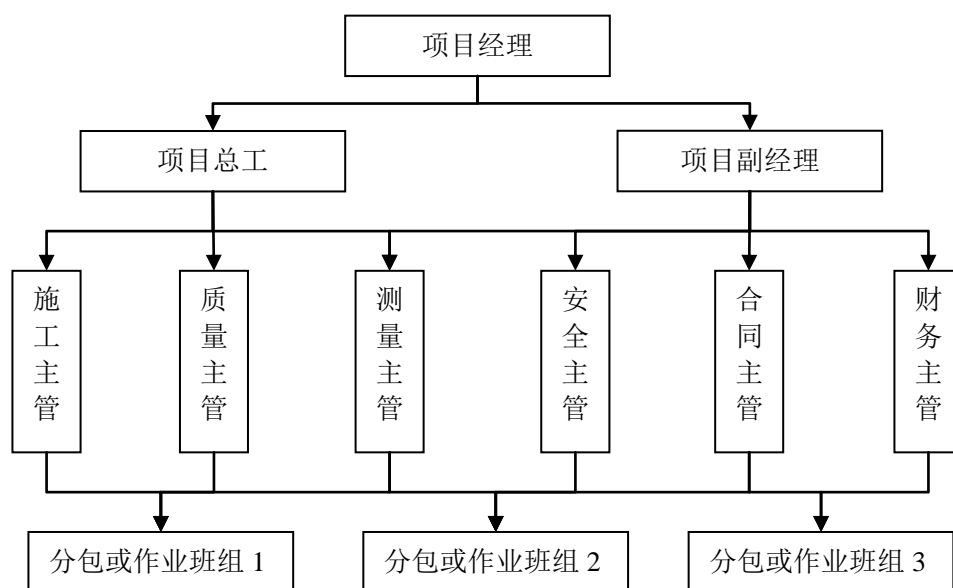 项目经理
项目总工
项目副经理
施工主管
质量主管
测量主管
安全主管
合同主管
财务主管
分包或作业班组 1
分包或作业班组 2
分包或作业班组 3